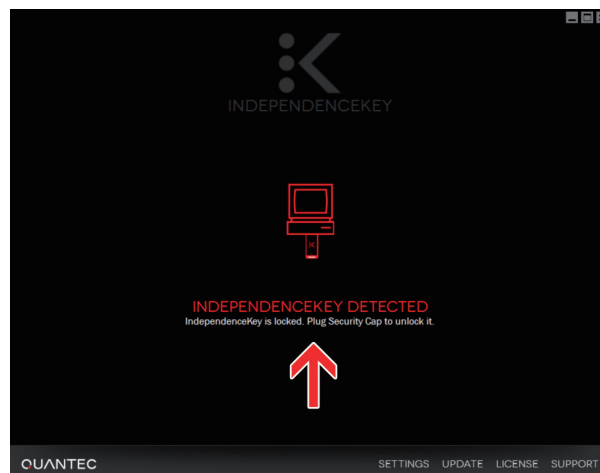 INDEPENDENCEKEY
K
INDEPENDENCEKEY DETECTED
IndependenceKey is locked. Plug Security Cap to unlock it.
QUANTEC
SETTINGS UPDATE LICENSE SUPPORT